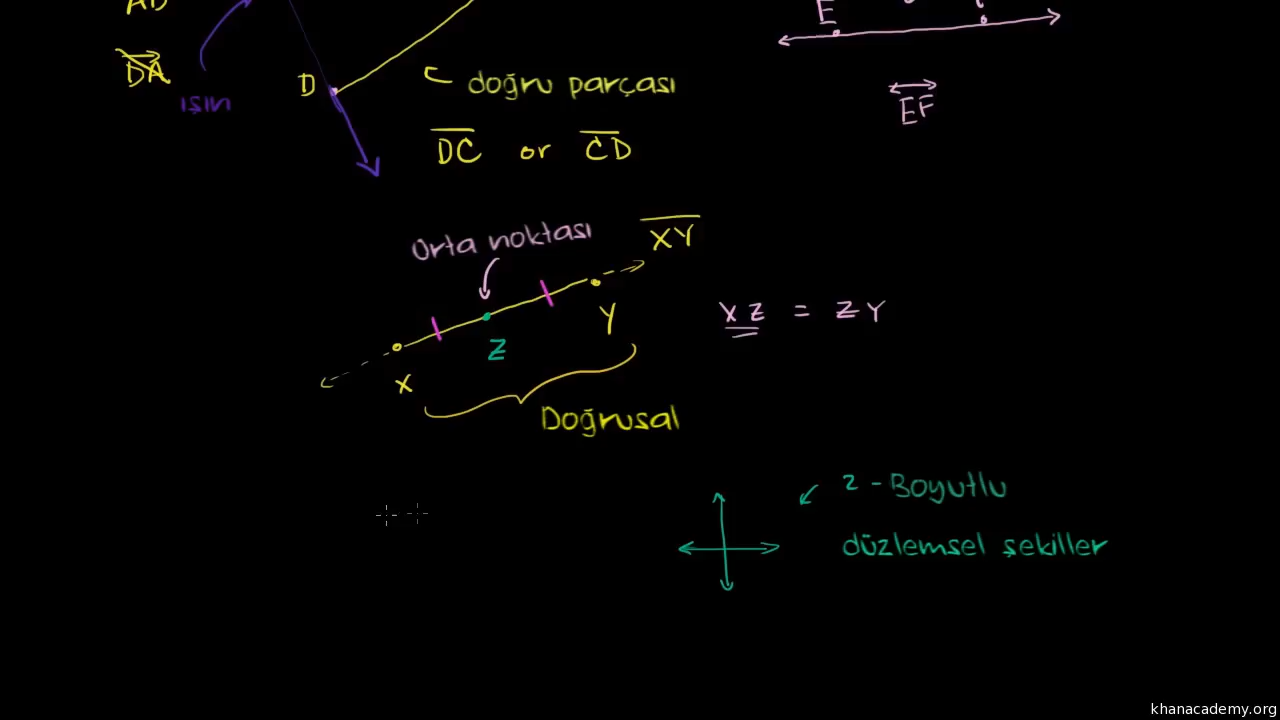 AD
DA
ışın
D
doğru parçası
DC or CD
E
EF
Orta noktası
XY
X
Z
Y
XZ = ZY
Doğrusal
2 - Boyutlu
düzlemsel şekiller
khanacademy.org